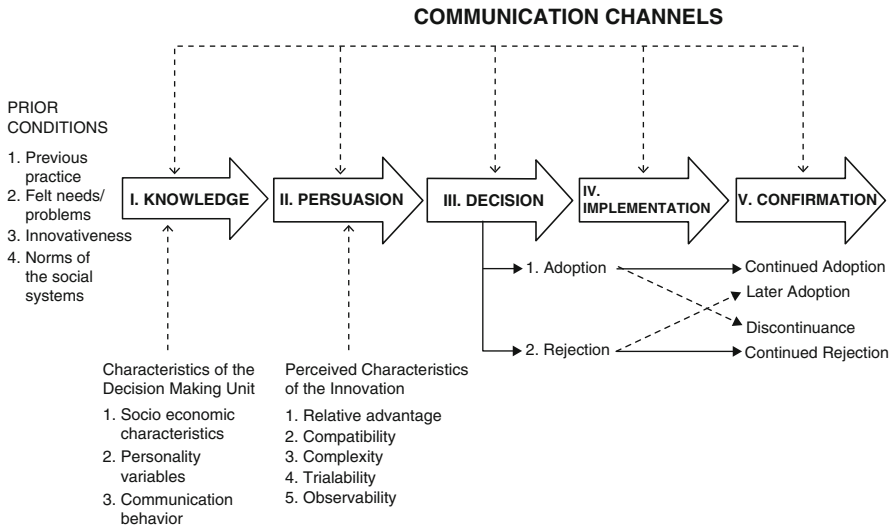 COMMUNICATION CHANNELS
PRIOR
CONDITIONS
1. Previous
practice
2. Felt needs/
problems
3. Innovativeness
4. Norms of
the social
systems
I. KNOWLEDGE
II. PERSUASION
III. DECISION
IV.
IMPLEMENTATION
V. CONFIRMATION
1. Adoption
Continued Adoption
Later Adoption
Discontinuance
2. Rejection
Continued Rejection
Characteristics of the
Decision Making Unit
1. Socio economic
characteristics
2. Personality
variables
3. Communication
behavior
Perceived Characteristics
of the Innovation
1. Relative advantage
2. Compatibility
3. Complexity
4. Trialability
5. Observability